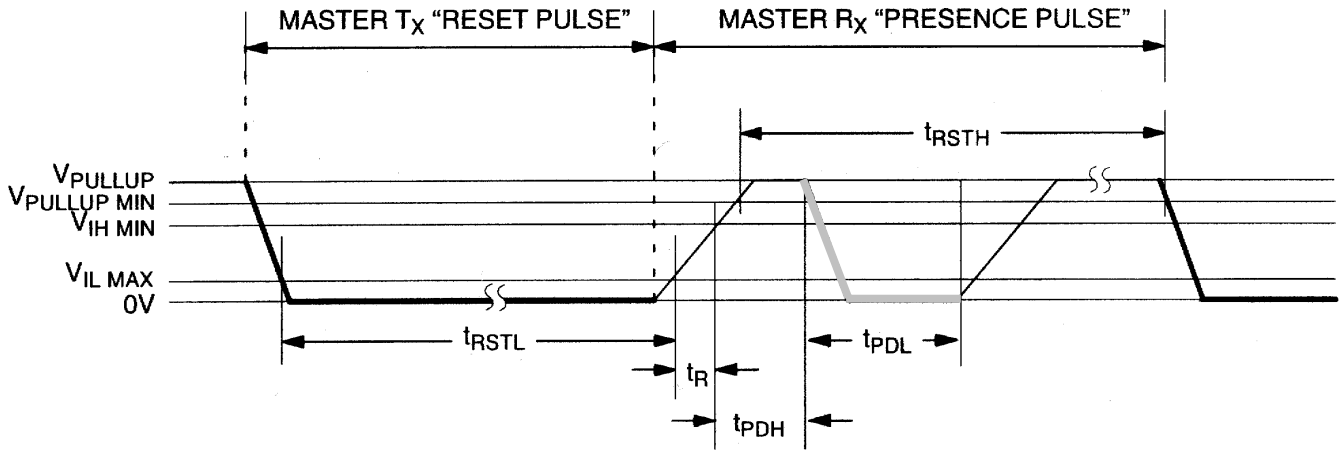 MASTER TX “RESET PULSE”
MASTER RX “PRESENCE PULSE”
tRSTH
VPULLUP
VPULLUP MIN
VIH MIN
VIL MAX
0V
tRSTL
tPDL
tR
tPDH